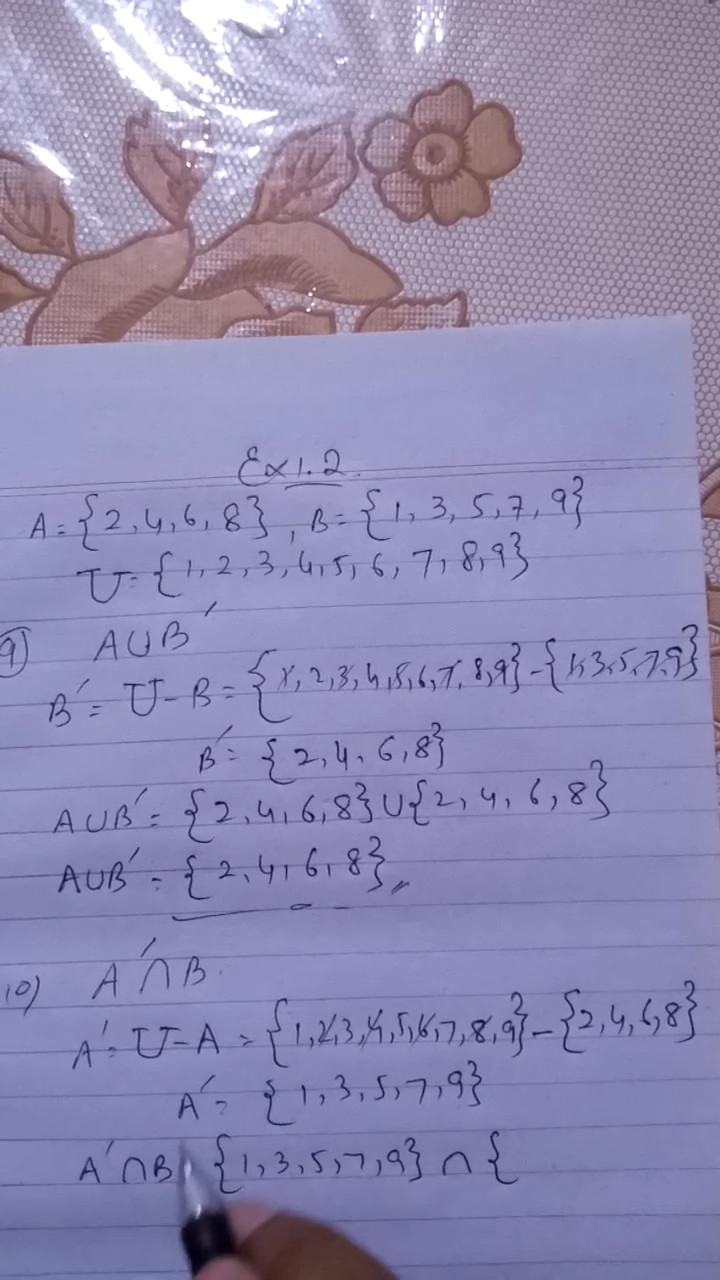 Ex 1.2
A = {2, 4, 6, 8}, B = {1, 3, 5, 7, 9}
U = {1, 2, 3, 4, 5, 6, 7, 8, 9}
9) A∪B′
B′ = U - B = {1, 2, 3, 4, 5, 6, 7, 8, 9} - {1, 3, 5, 7, 9}
B′ = {2, 4, 6, 8}
A∪B′ = {2, 4, 6, 8} ∪ {2, 4, 6, 8}
A∪B′ = {2, 4, 6, 8}
10) A′∩B
A′ = U - A = {1, 2, 3, 4, 5, 6, 7, 8, 9} - {2, 4, 6, 8}
A′ = {1, 3, 5, 7, 9}
A′∩B {1, 3, 5, 7, 9} ∩ {